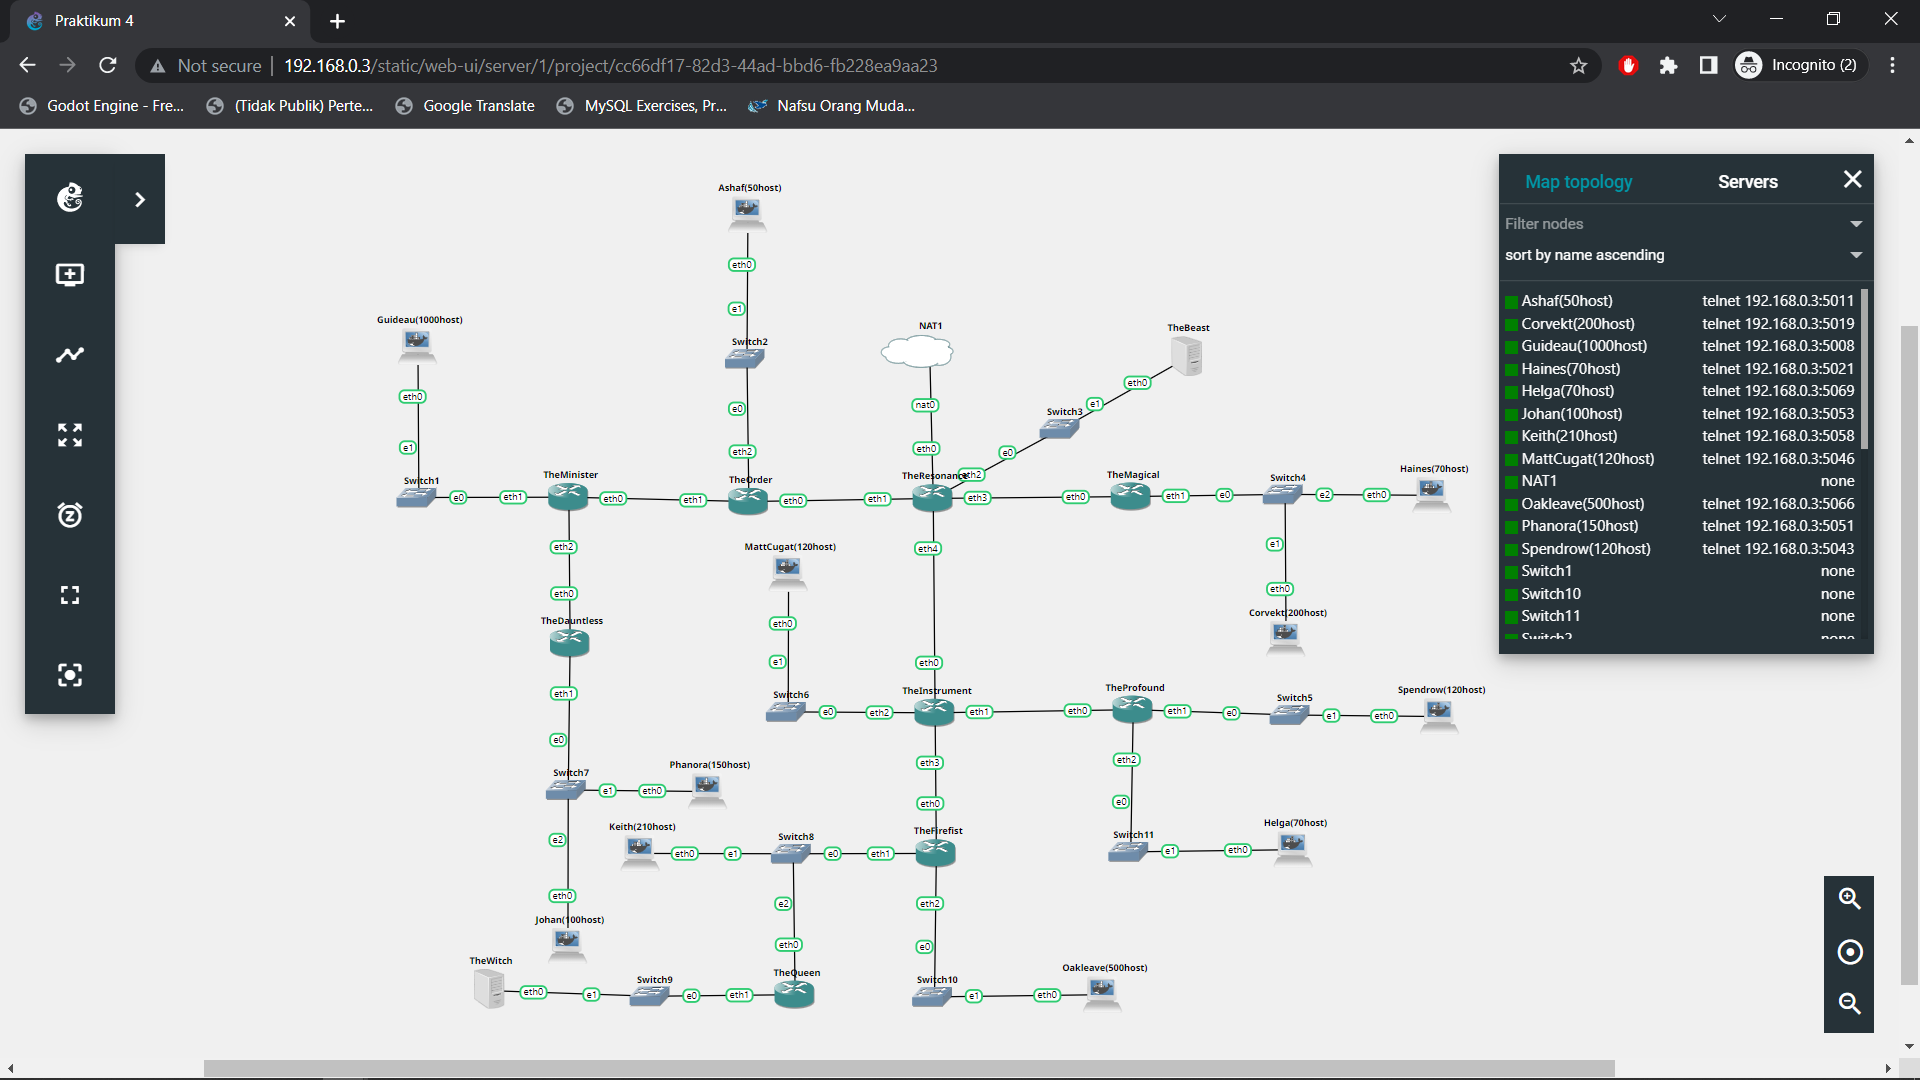 Praktikum 4
Not secure
192.168.0.3/static/web-ui/server/1/project/cc66df17-82d3-44ad-bbd6-fb228ea9aa23
Incognito (2)
Godot Engine - Fre...
(Tidak Publik) Perte...
Google Translate
MySQL Exercises, Pr...
Nafsu Orang Muda...
Map topology
Servers
Filter nodes
sort by name ascending
Ashaf(50host) telnet 192.168.0.3:5011
Corvekt(200host) telnet 192.168.0.3:5019
Guideau(1000host) telnet 192.168.0.3:5008
Haines(70host) telnet 192.168.0.3:5021
Helga(70host) telnet 192.168.0.3:5069
Johan(100host) telnet 192.168.0.3:5053
Keith(210host) telnet 192.168.0.3:5058
MattCugat(120host) telnet 192.168.0.3:5046
NAT1 none
Oakleave(500host) telnet 192.168.0.3:5066
Phanora(150host) telnet 192.168.0.3:5051
Spendrow(120host) telnet 192.168.0.3:5043
Switch1 none
Switch10 none
Switch11 none
Switch2 none
Ashaf(50host)
eth0
e1
Guideau(1000host)
NAT1
TheBeast
Switch2
eth0
eth0
e1
nat0
e0
Switch3
e1
eth0
e0
eth2
TheMinister
TheOrder
TheResonance
eth2
TheMagical
Switch4
Haines(70host)
Switch1
e0
eth1
eth0
eth1
eth0
eth1
eth3
eth0
eth1
e0
e2
eth0
eth2
MattCugat(120host)
eth4
e1
eth0
eth0
Corvekt(200host)
TheDauntless
eth0
e1
eth0
eth1
Switch6
TheInstrument
TheProfound
Switch5
Spendrow(120host)
e0
eth2
eth1
eth0
eth1
e0
e1
eth0
e0
eth3
eth2
Switch7
Phanora(150host)
e1
eth0
eth0
e0
Keith(210host)
Switch8
TheFirefist
Switch11
Helga(70host)
e2
eth0
e1
e0
eth1
e1
eth0
eth0
e2
eth2
Johan(100host)
eth0
e0
TheWitch
Switch9
TheQueen
Switch10
Oakleave(500host)
eth0
e1
e0
eth1
e1
eth0